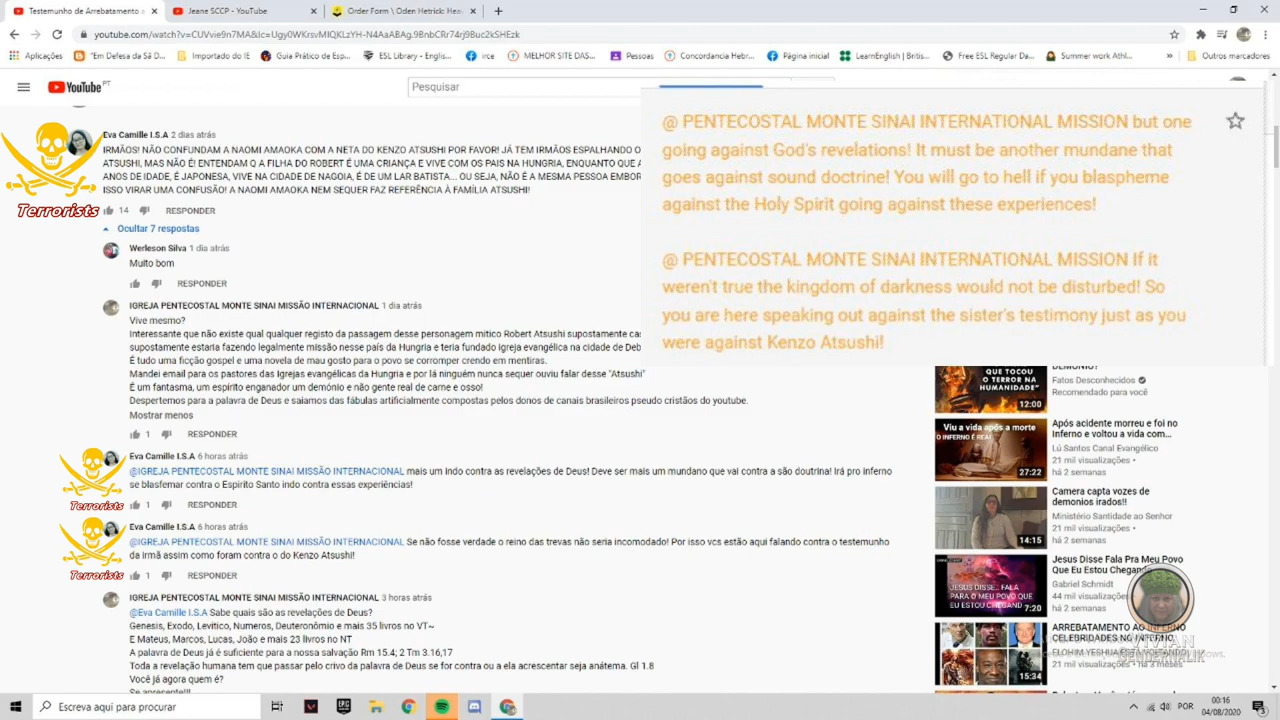 Testemunho de Arrebatamento a
Jeane SCCP - YouTube
Order Form | Oden Hetrick: Hea
youtube.com/watch?v=CUVvie9n7MA&lc=Ugy0WKrsvMIQKLzYH-N4AaABAg.9BnbCRr74rj9Buc2kSHEzk
Aplicações
"Em Defesa da Sã D...
Importado do IE
Guia Prático de Espo...
ESL Library - Englis...
irce
MELHOR SITE DAS...
Pessoas
Concordancia Hebr...
Página inicial
LearnEnglish | Britis...
Free ESL Regular Da...
Summer work Athl...
»
Outros marcadores
YouTube PT
Pesquisar
Eva Camille I.S.A 2 dias atrás
IRMÃOS! NÃO CONFUNDAM A NAOMI AMAOKA COM A NETA DO KENZO ATSUSHI POR FAVOR! JÁ TEM IRMÃOS ESPALHANDO O
ATSUSHI, MAS NÃO É! ENTENDAM Q A FILHA DO ROBERT É UMA CRIANÇA E VIVE COM OS PAIS NA HUNGRIA, ENQUANTO QUE A
ANOS DE IDADE, É JAPONESA, VIVE NA CIDADE DE NAGOIA, É DE UM LAR BATISTA... OU SEJA, NÃO É A MESMA PESSOA EMBOR
ISSO VIRAR UMA CONFUSÃO! A NAOMI AMAOKA NEM SEQUER FAZ REFERÊNCIA À FAMÍLIA ATSUSHI!
Terrorists
14
RESPONDER
Ocultar 7 respostas
Werleson Silva 1 dia atrás
Muito bom
RESPONDER
IGREJA PENTECOSTAL MONTE SINAI MISSÃO INTERNACIONAL 1 dia atrás
Vive mesmo?
Interessante que não existe qual qualquer registo da passagem desse personagem mitico Robert Atsushi supostamente cas
supostamente estaria fazendo legalmente missão nesse país da Hungria e teria fundado igreja evangélica na cidade de Deb
É tudo uma ficção gospel e uma novela de mau gosto para o povo se corromper crendo em mentiras.
Mandei email para os pastores das Igrejas evangélicas da Hungria e por lá ninguém nunca sequer ouviu falar desse "Atsushi"
É um fantasma, um espírito enganador um demónio e não gente real de carne e osso!
Despertemos para a palavra de Deus e saiamos das fábulas artificialmente compostas pelos donos de canais brasileiros pseudo cristãos do youtube.
Mostrar menos
1
RESPONDER
Eva Camille I.S.A 6 horas atrás
@IGREJA PENTECOSTAL MONTE SINAI MISSÃO INTERNACIONAL mais um indo contra as revelações de Deus! Deve ser mais um mundano que vai contra a são doutrina! Irá pro inferno
se blasfemar contra o Espirito Santo indo contra essas experiências!
Terrorists
1
RESPONDER
Eva Camille I.S.A 6 horas atrás
@IGREJA PENTECOSTAL MONTE SINAI MISSÃO INTERNACIONAL Se não fosse verdade o reino das trevas não seria incomodado! Por isso vcs estão aqui falando contra o testemunho
da irmã assim como foram contra o do Kenzo Atsushi!
Terrorists
1
RESPONDER
IGREJA PENTECOSTAL MONTE SINAI MISSÃO INTERNACIONAL 3 horas atrás
@Eva Camille I.S.A Sabe quais são as revelações de Deus?
Genesis, Exodo, Levitico, Numeros, Deuteronômio e mais 35 livros no VT~
E Mateus, Marcos, Lucas, João e mais 23 livros no NT
A palavra de Deus já é suficiente para a nossa salvação Rm 15.4; 2 Tm 3.16,17
Toda a revelação humana tem que passar pelo crivo da palavra de Deus se for contra ou a ela acrescentar seja anátema. Gl 1.8
Você já agora quem é?
Se apresente!!!
@ PENTECOSTAL MONTE SINAI INTERNATIONAL MISSION but one
going against God's revelations! It must be another mundane that
goes against sound doctrine! You will go to hell if you blaspheme
against the Holy Spirit going against these experiences!
@ PENTECOSTAL MONTE SINAI INTERNATIONAL MISSION If it
weren't true the kingdom of darkness would not be disturbed! So
you are here speaking out against the sister's testimony just as you
were against Kenzo Atsushi!
QUE TOCOU
O TERROR NA
HUMANIDADE"
12:00
DEMÔNIO?
Fatos Desconhecidos
Recomendado para você
Viu a vida após a morte
O INFERNO É REAL
27:22
Após acidente morreu e foi no
Inferno e voltou a vida com...
Lú Santos Canal Evangélico
21 mil visualizações •
há 2 semanas
14:15
Camera capta vozes de
demonios irados!!
Ministério Santidade ao Senhor
21 mil visualizações •
há 2 semanas
JESUS DISSE... FALA
PARA O MEU POVO QUE
EU ESTOU CHEGANDO
7:20
Jesus Disse Fala Pra Meu Povo
Que Eu Estou Chegando
Gabriel Schmidt
44 mil visualizações •
há 2 semanas
15:34
ARREBATAMENTO AO INFERNO
CELEBRIDADES NO INFERNO
ELOHIM YESHUA ESTÁ VOLTANDO
21 mil visualizações •
há 3 semanas
VIVIAN
Escreva aqui para procurar
POR
00:16
04/08/2020
3